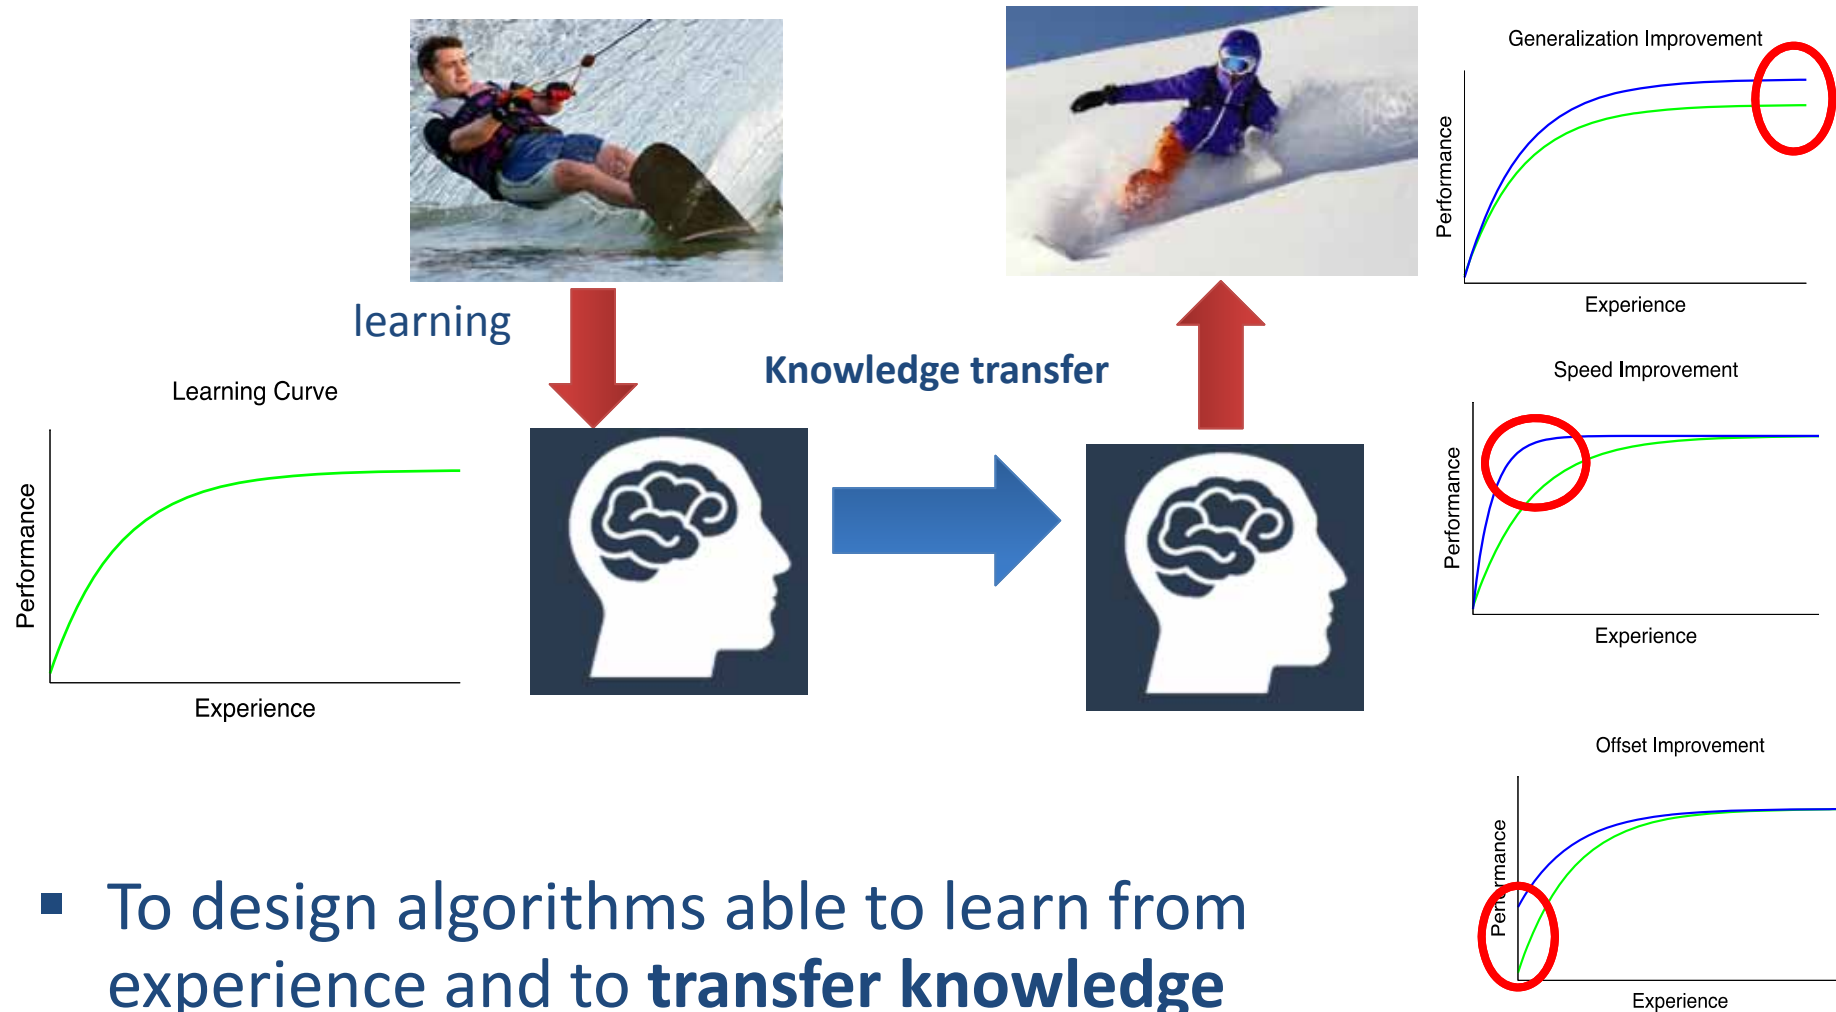 Generalization Improvement
Performance
Experience
learning
Knowledge transfer
Learning Curve
Performance
Experience
Speed Improvement
Performance
Experience
Offset Improvement
Performance
Experience
▪ To design algorithms able to learn from
experience and to transfer knowledge